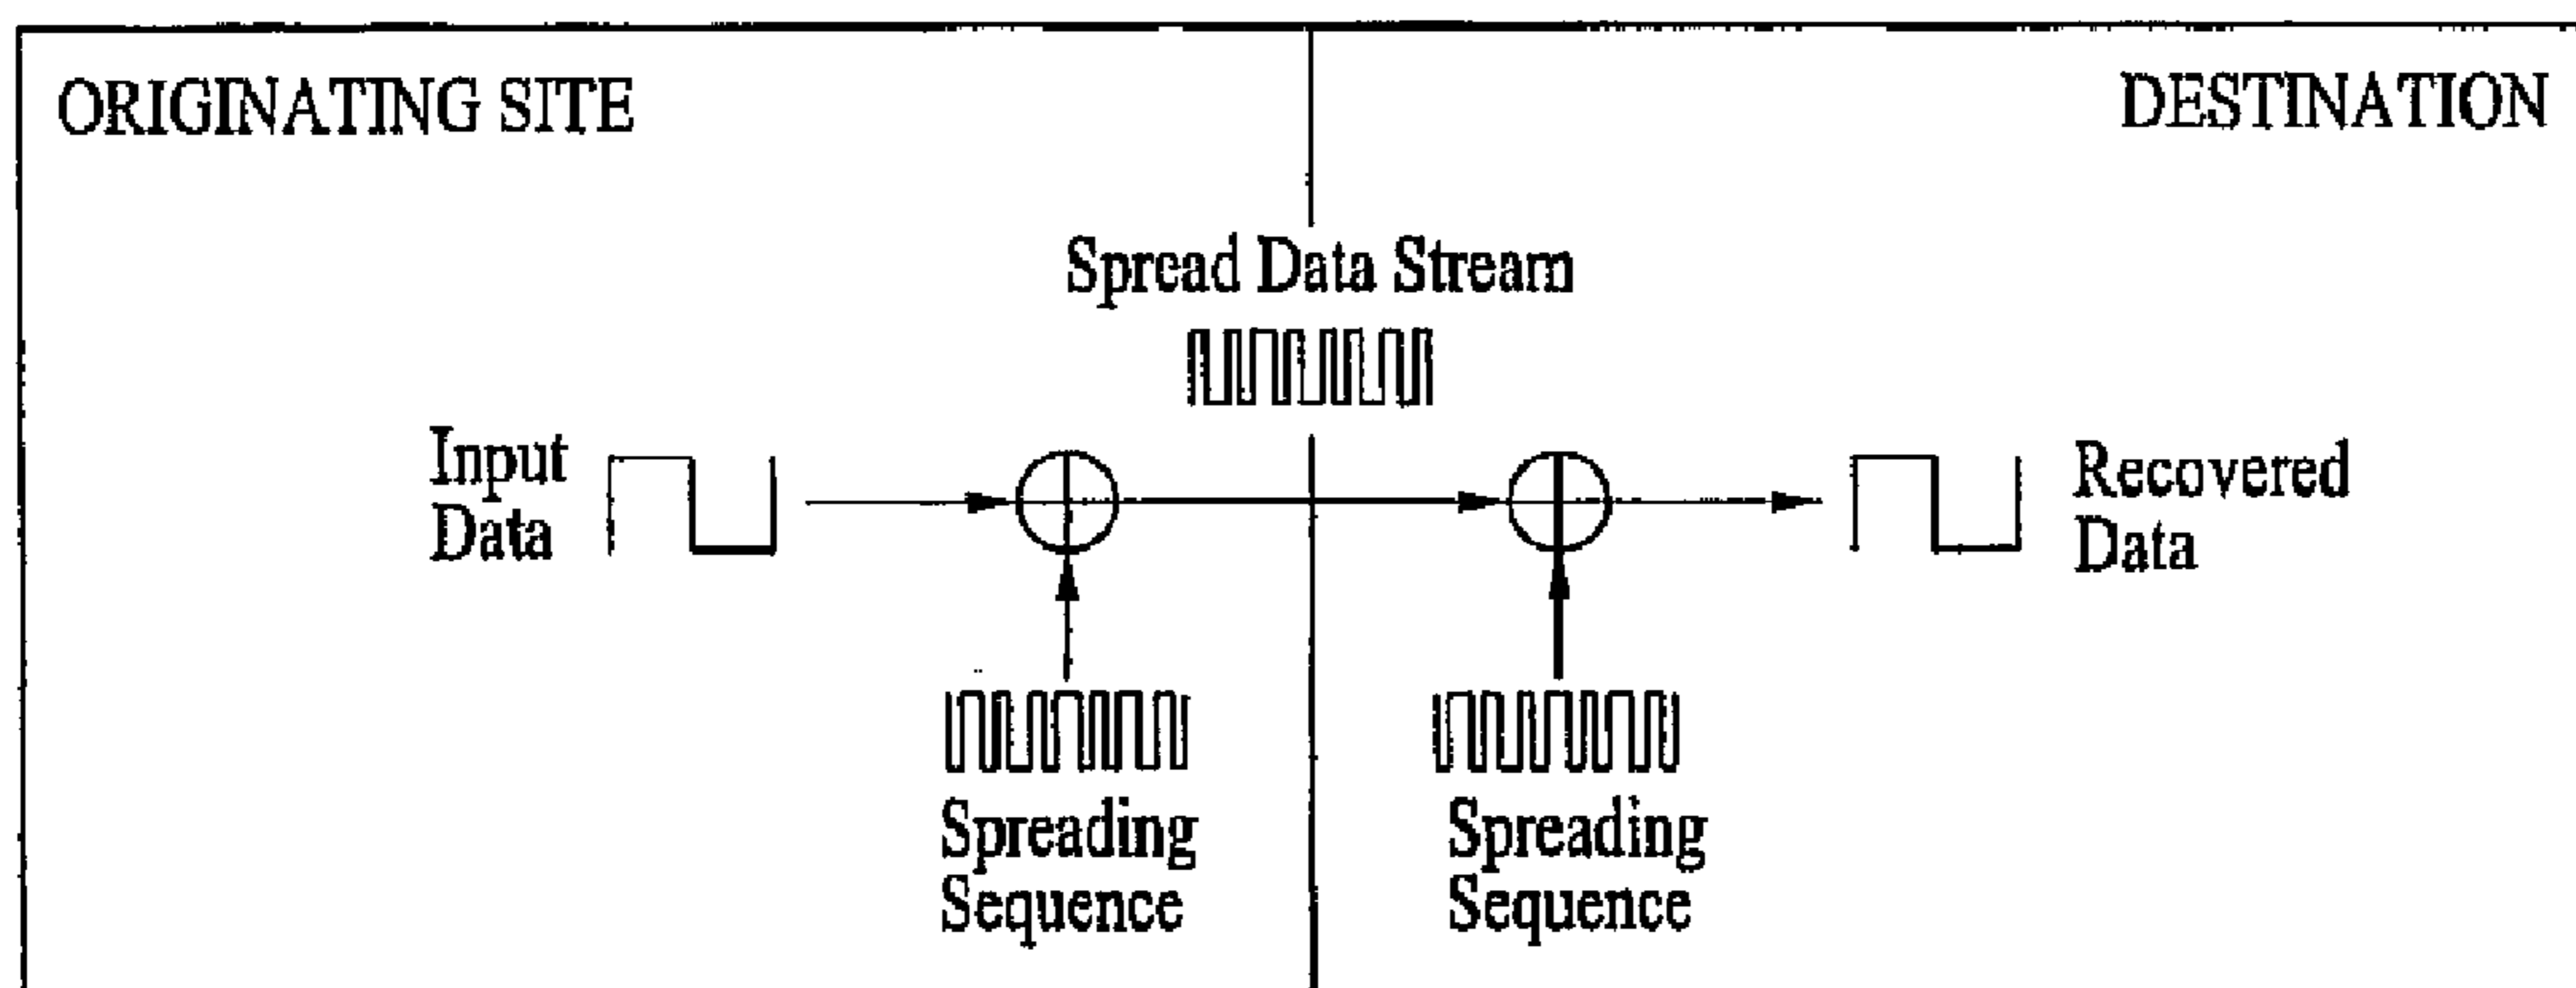 ORIGINATING SITE
DESTINATION
Spread Data Stream
Input
Data
Recovered
Data
Spreading
Sequence
Spreading
Sequence